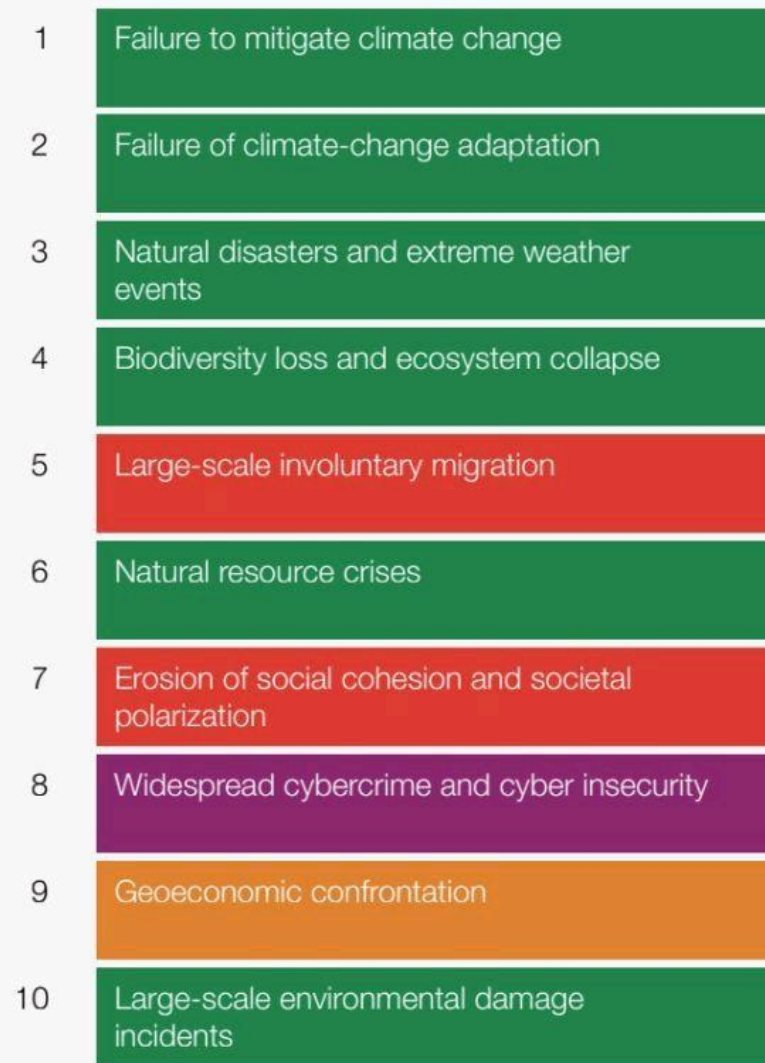 1 Failure to mitigate climate change
2 Failure of climate-change adaptation
3 Natural disasters and extreme weather
events
4 Biodiversity loss and ecosystem collapse
5 Large-scale involuntary migration
6 Natural resource crises
7 Erosion of social cohesion and societal
polarization
8 Widespread cybercrime and cyber insecurity
9 Geoeconomic confrontation
10 Large-scale environmental damage
incidents